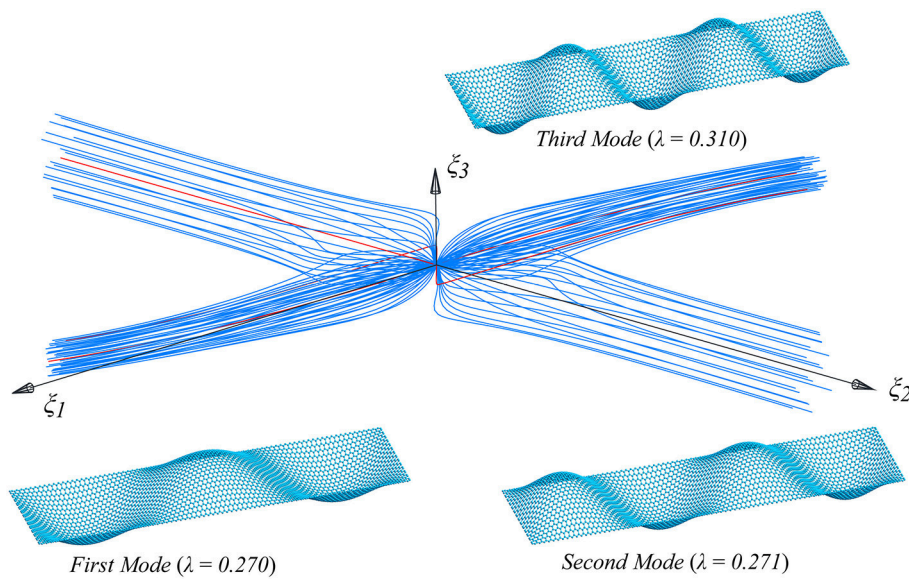 Third Mode (λ = 0.310)
ξ3
ξ1
ξ2
First Mode (λ = 0.270)
Second Mode (λ = 0.271)